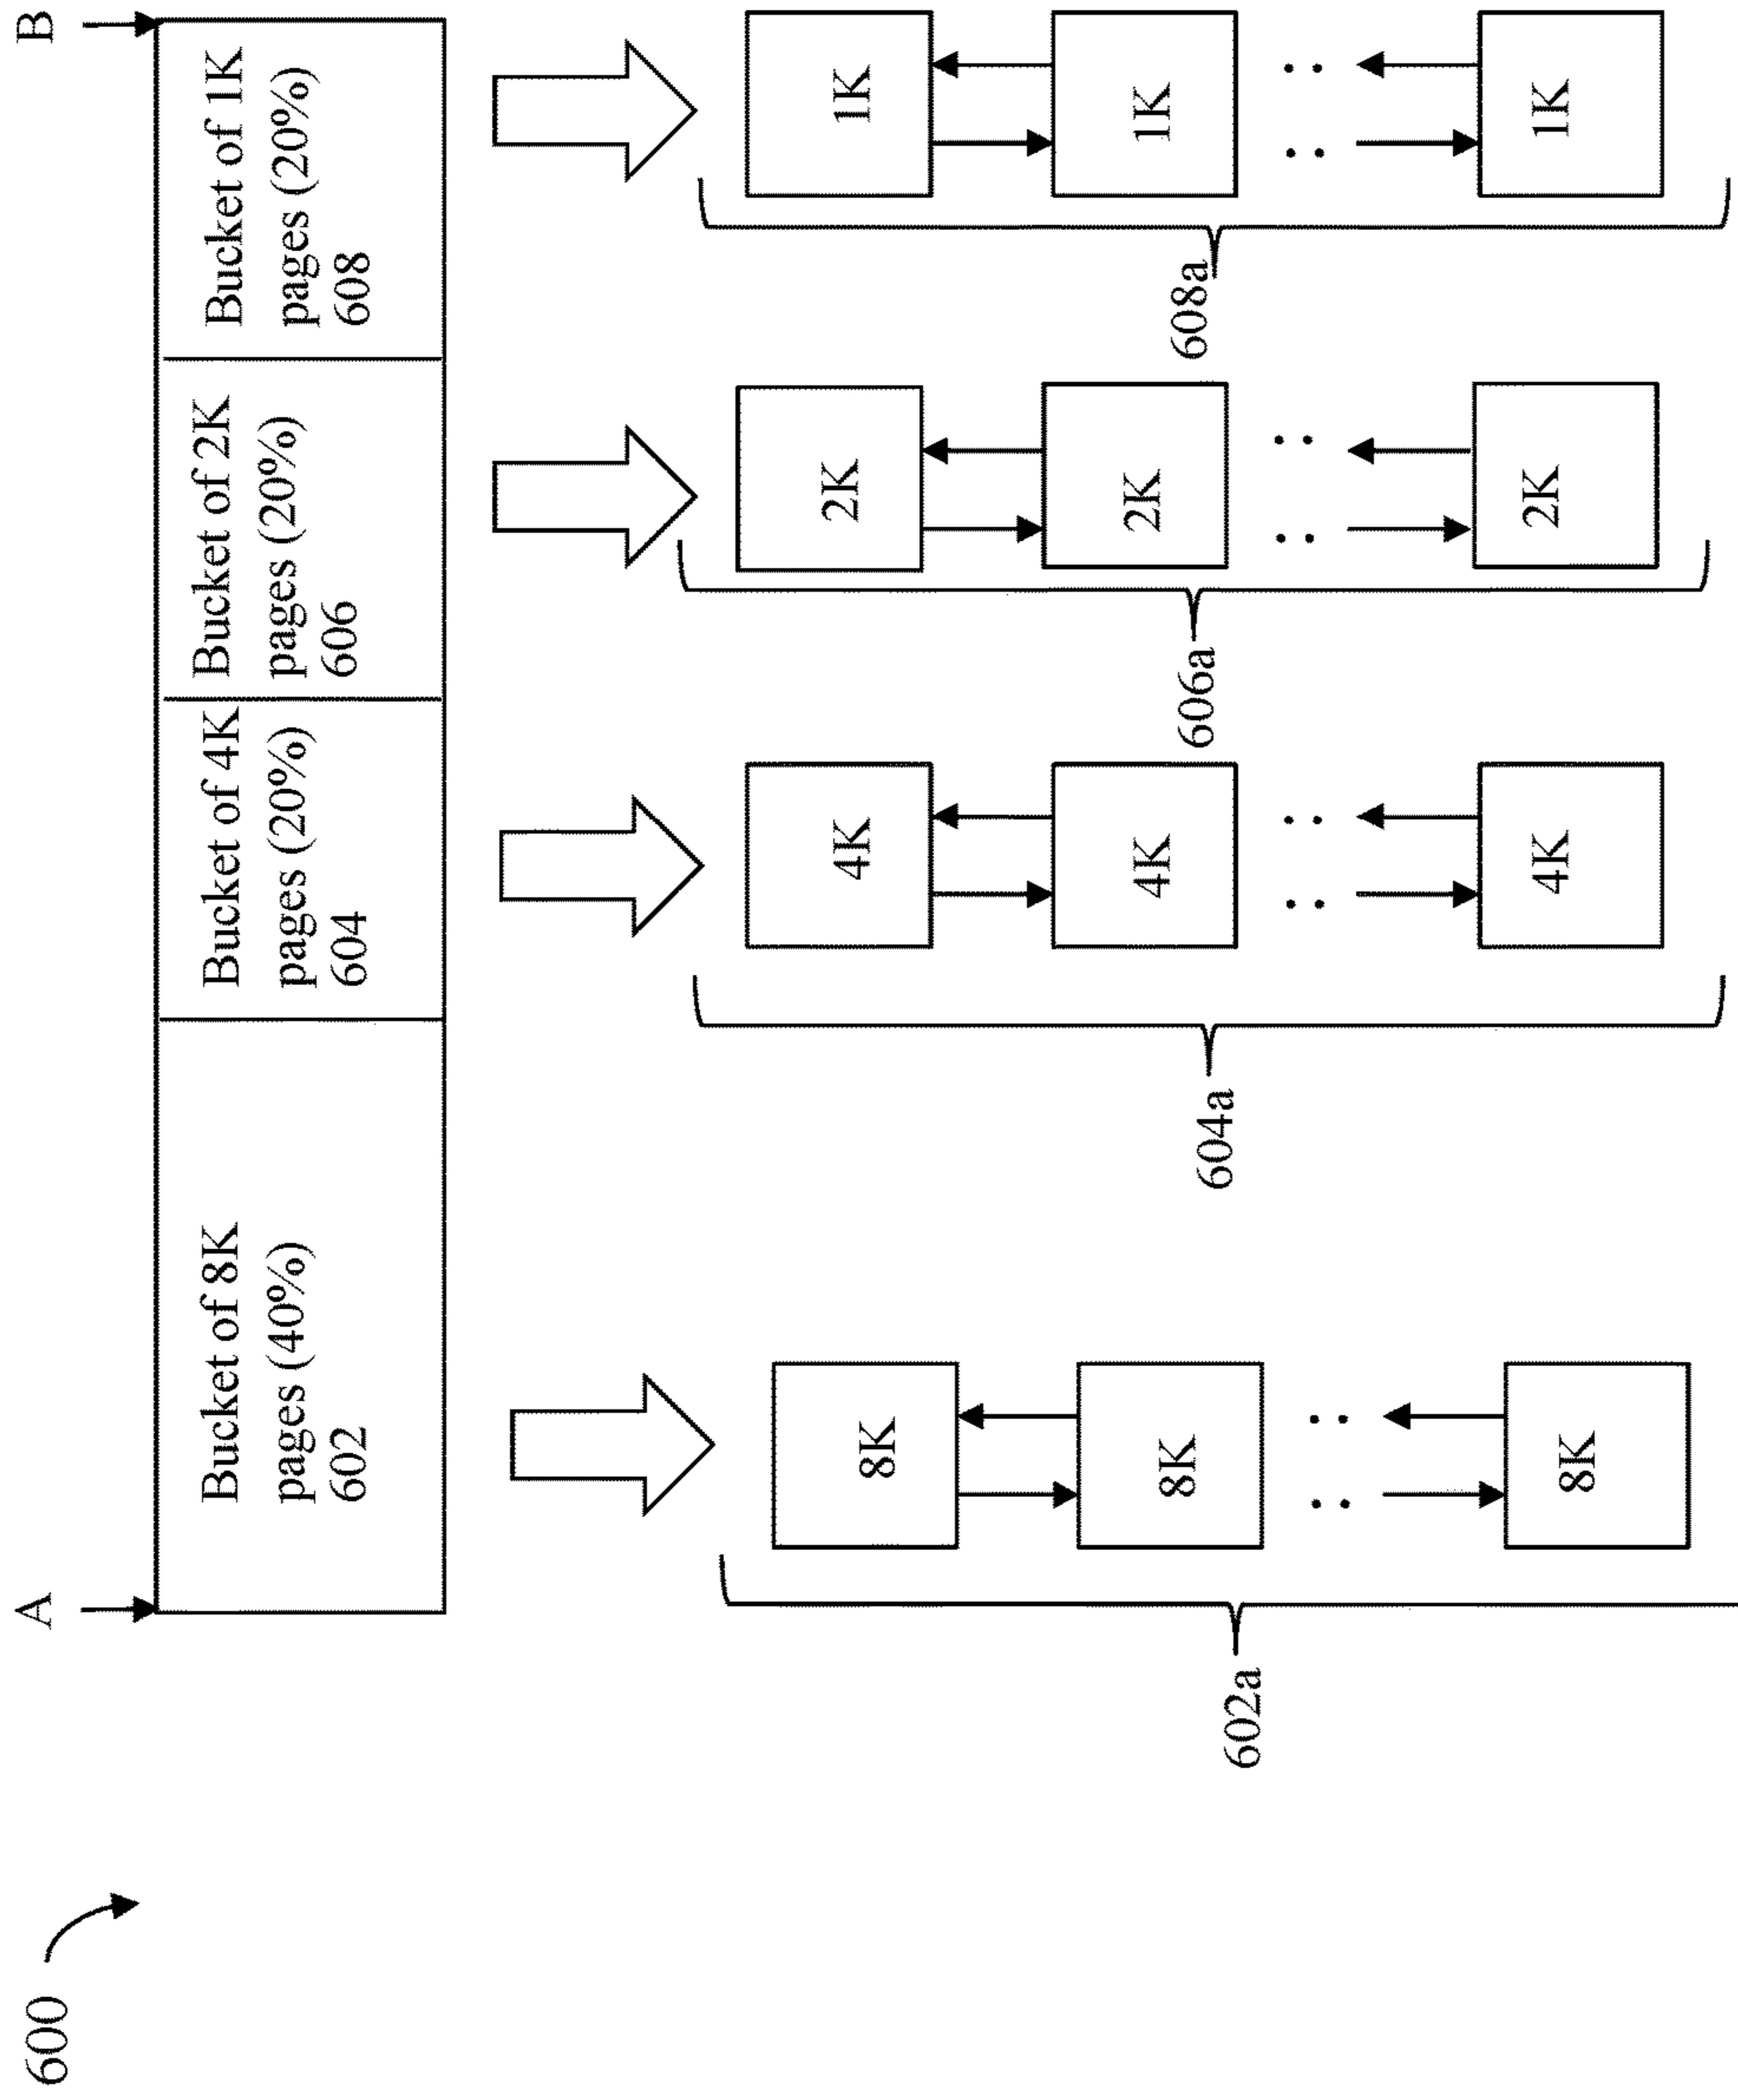 600
A
B
Bucket of 8K
pages (40%)
602
Bucket of 4K
pages (20%)
604
Bucket of 2K
pages (20%)
606
Bucket of 1K
pages (20%)
608
8K
8K
8K
602a
4K
4K
4K
604a
2K
2K
2K
606a
1K
1K
1K
608a